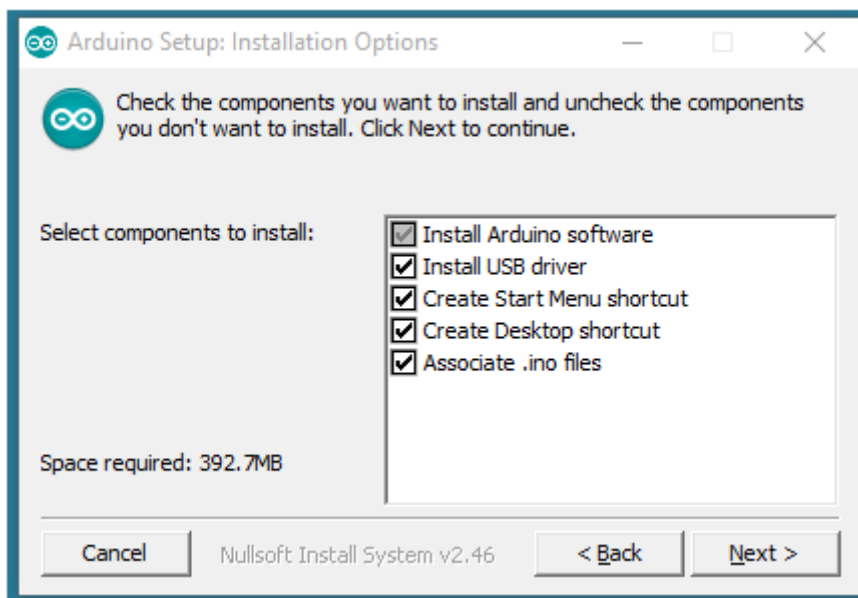 Arduino Setup: Installation Options
Check the components you want to install and uncheck the components
you don't want to install. Click Next to continue.
Select components to install:
Install Arduino software
Install USB driver
Create Start Menu shortcut
Create Desktop shortcut
Associate .ino files
Space required: 392.7MB
Cancel
Nullsoft Install System v2.46
< Back
Next >